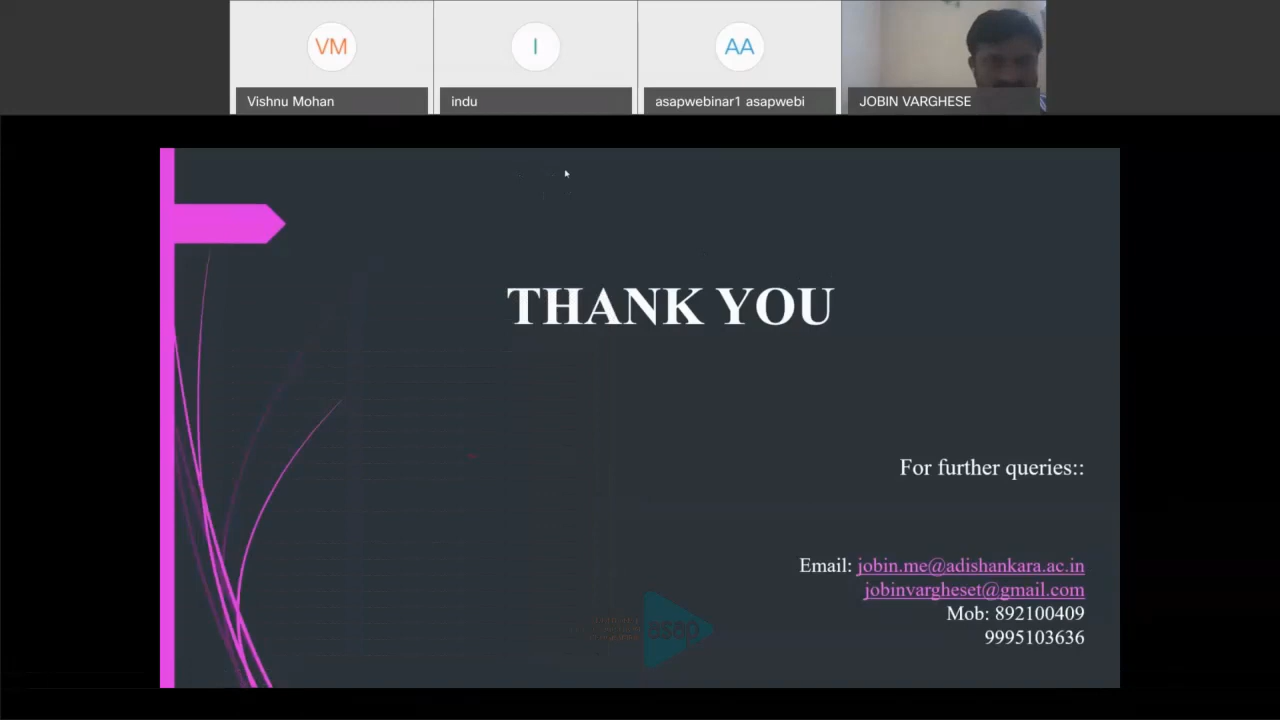 VM
I
AA
Vishnu Mohan
indu
asapwebinar1 asapwebi
JOBIN VARGHESE
THANK YOU
For further queries::
Email: jobin.me@adishankara.ac.in
jobinvargheset@gmail.com
Mob: 892100409
9995103636
asap